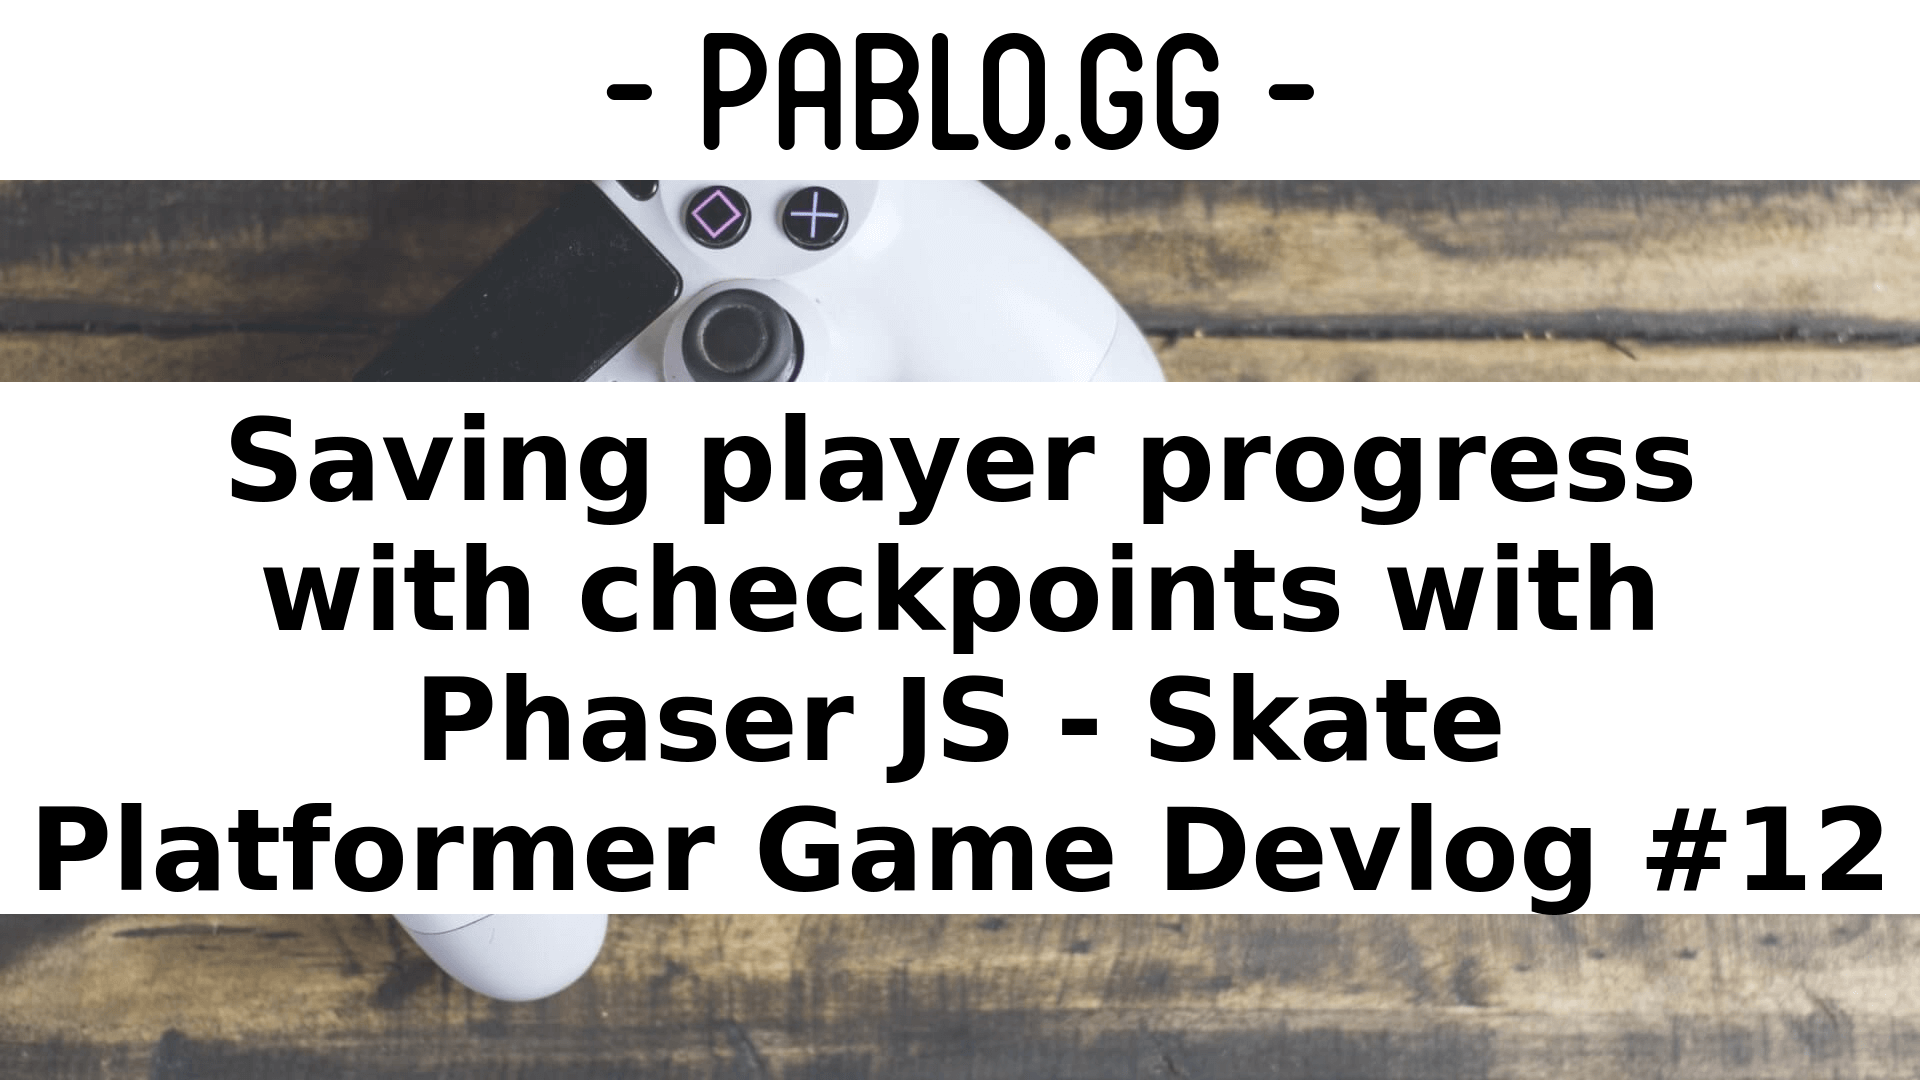 - PABLO.GG -
Saving player progress
with checkpoints with
Phaser JS - Skate
Platformer Game Devlog #12